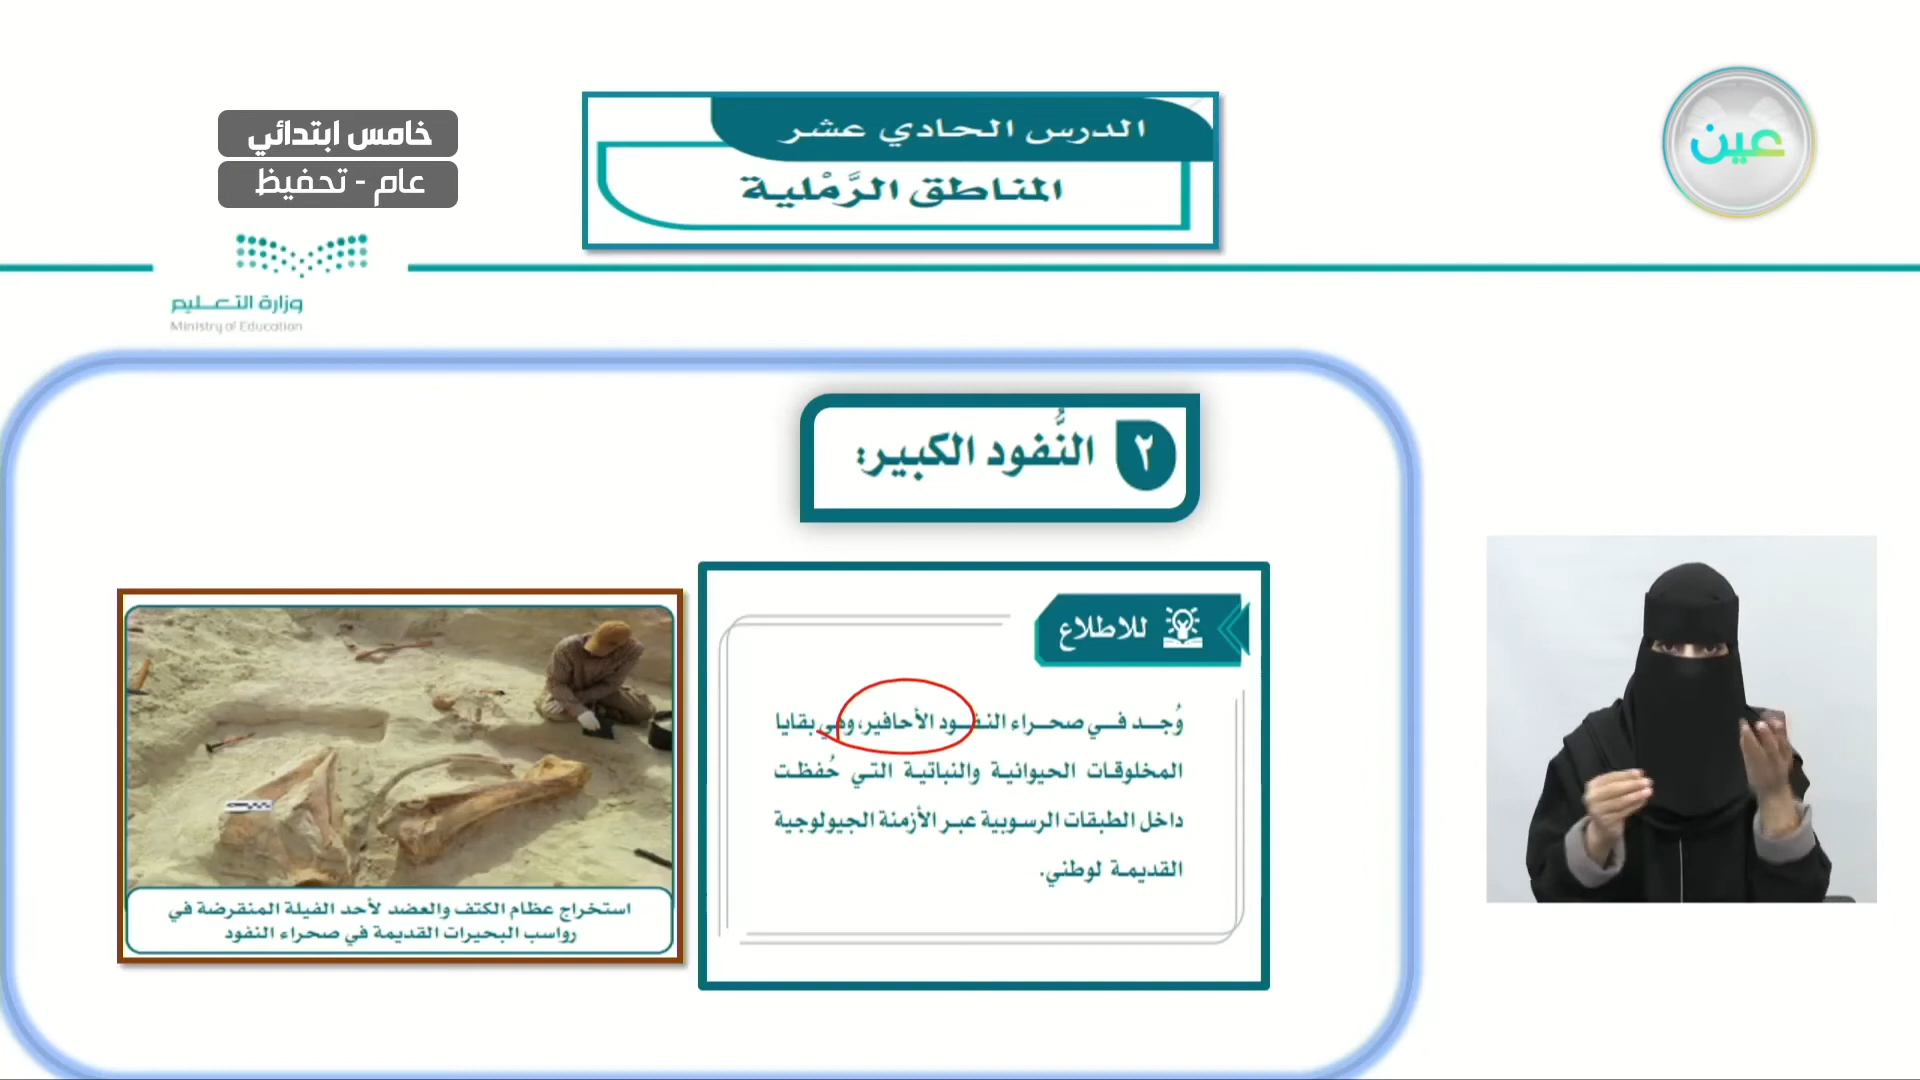 خامس ابتدائي
عام - تحفيظ
الدرس الحادي عشر
المناطق الرَّمْلية
عين
وزارة التعليم
Ministry of Education
٢ النُّفود الكبير:
للاطلاع
وُجد في صحراء النفود الأحافير، وهي بقايا
المخلوقات الحيوانية والنباتية التي حُفظت
داخل الطبقات الرسوبية عبر الأزمنة الجيولوجية
القديمة لوطني.
استخراج عظام الكتف والعضد لأحد الفيلة المنقرضة في
رواسب البحيرات القديمة في صحراء النفود